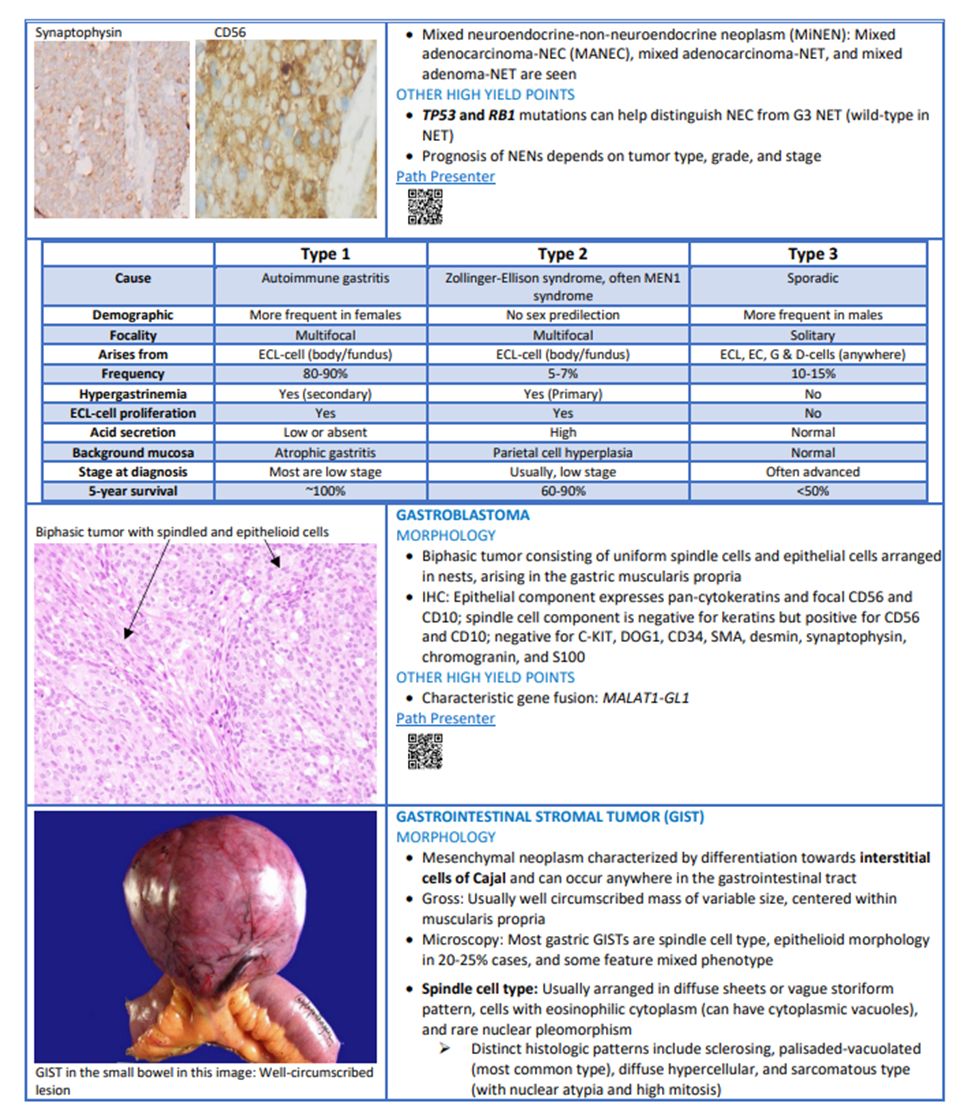 Synaptophysin CD56
• Mixed neuroendocrine-non-neuroendocrine neoplasm (MiNEN): Mixed
adenocarcinoma-NEC (MANEC), mixed adenocarcinoma-NET, and mixed
adenoma-NET are seen
OTHER HIGH YIELD POINTS
• TP53 and RB1 mutations can help distinguish NEC from G3 NET (wild-type in
NET)
• Prognosis of NENs depends on tumor type, grade, and stage
Path Presenter
Type 1 Type 2 Type 3
Cause Autoimmune gastritis Zollinger-Ellison syndrome, often MEN1 Sporadic
syndrome
Demographic More frequent in females No sex predilection More frequent in males
Focality Multifocal Multifocal Solitary
Arises from ECL-cell (body/fundus) ECL-cell (body/fundus) ECL, EC, G & D-cells (anywhere)
Frequency 80-90% 5-7% 10-15%
Hypergastrinemia Yes (secondary) Yes (Primary) No
ECL-cell proliferation Yes Yes No
Acid secretion Low or absent High Normal
Background mucosa Atrophic gastritis Parietal cell hyperplasia Normal
Stage at diagnosis Most are low stage Usually, low stage Often advanced
5-year survival ~100% 60-90% <50%
Biphasic tumor with spindled and epithelioid cells
GASTROBLASTOMA
MORPHOLOGY
• Biphasic tumor consisting of uniform spindle cells and epithelial cells arranged
in nests, arising in the gastric muscularis propria
• IHC: Epithelial component expresses pan-cytokeratins and focal CD56 and
CD10; spindle cell component is negative for keratins but positive for CD56
and CD10; negative for C-KIT, DOG1, CD34, SMA, desmin, synaptophysin,
chromogranin, and S100
OTHER HIGH YIELD POINTS
• Characteristic gene fusion: MALAT1-GL1
Path Presenter
GIST in the small bowel in this image: Well-circumscribed
lesion
GASTROINTESTINAL STROMAL TUMOR (GIST)
MORPHOLOGY
• Mesenchymal neoplasm characterized by differentiation towards interstitial
cells of Cajal and can occur anywhere in the gastrointestinal tract
• Gross: Usually well circumscribed mass of variable size, centered within
muscularis propria
• Microscopy: Most gastric GISTs are spindle cell type, epithelioid morphology
in 20-25% cases, and some feature mixed phenotype
• Spindle cell type: Usually arranged in diffuse sheets or vague storiform
pattern, cells with eosinophilic cytoplasm (can have cytoplasmic vacuoles),
and rare nuclear pleomorphism
➢ Distinct histologic patterns include sclerosing, palisaded-vacuolated
(most common type), diffuse hypercellular, and sarcomatous type
(with nuclear atypia and high mitosis)